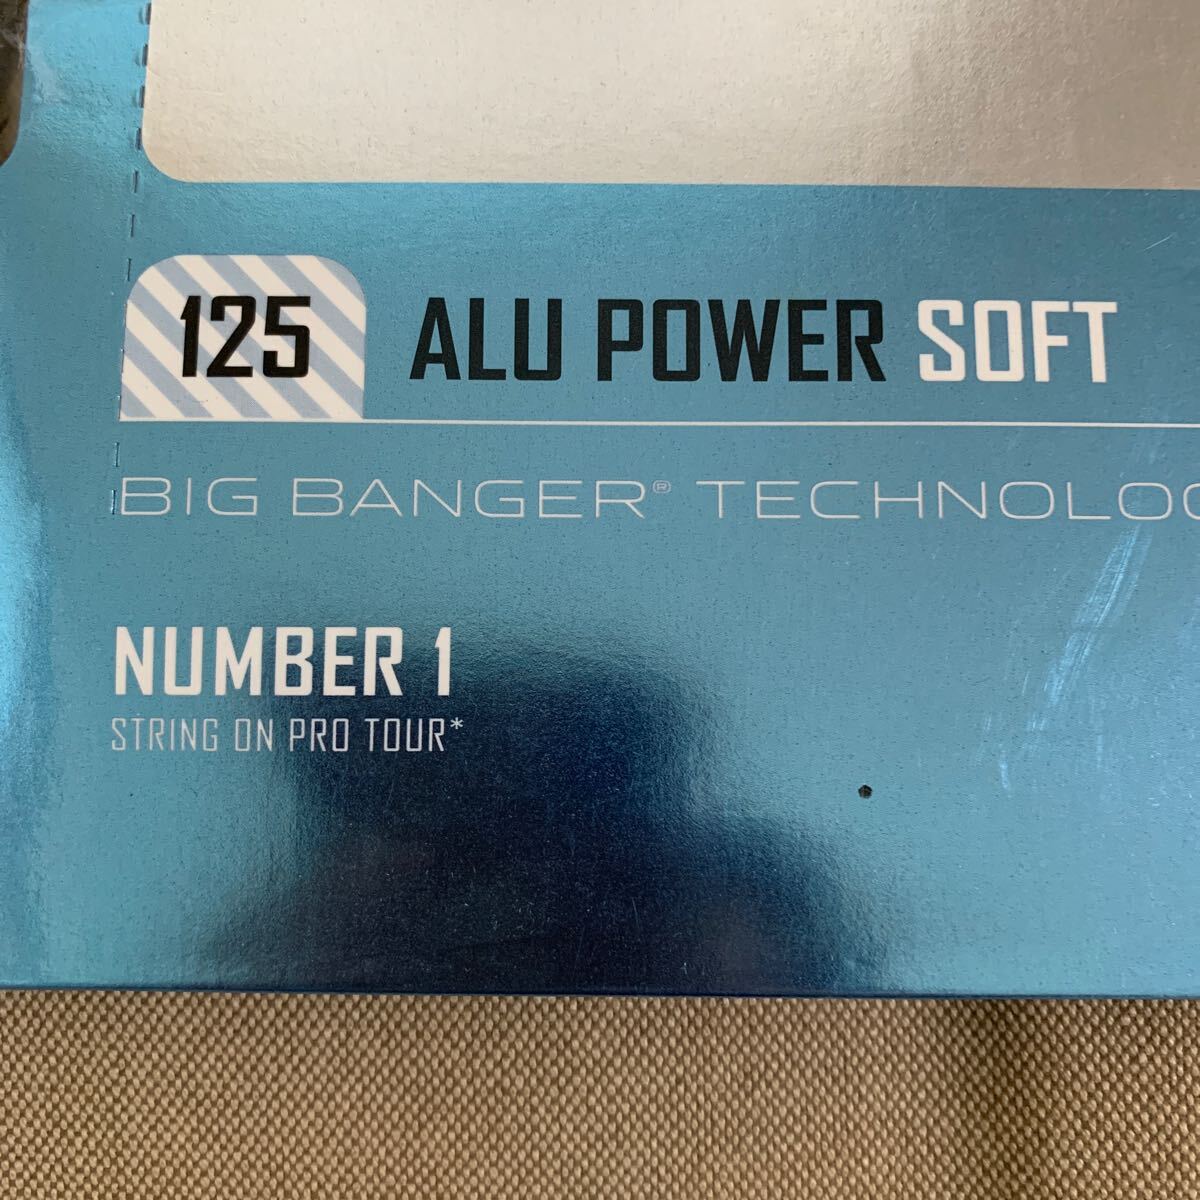 125 ALU POWER SOFT
BIG BANGER® TECHNOLOG
NUMBER 1
STRING ON PRO TOUR*